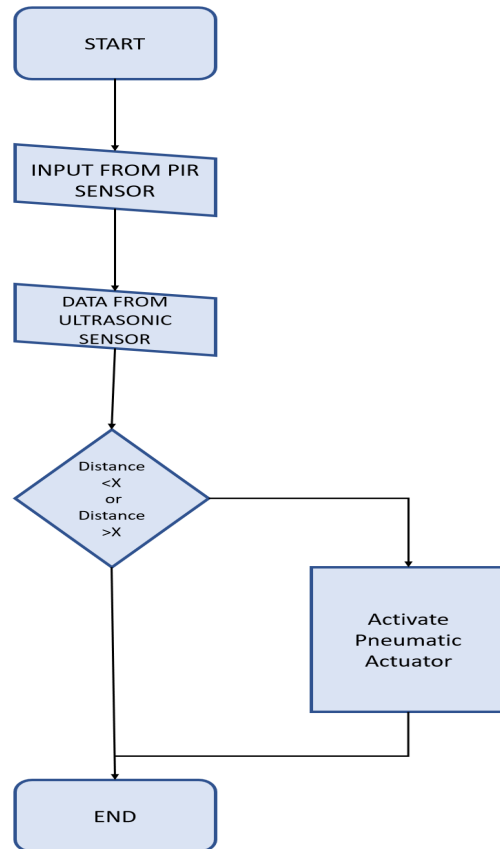 START
INPUT FROM PIR
SENSOR
DATA FROM
ULTRASONIC
SENSOR
Distance
<X
or
Distance
>X
Activate
Pneumatic
Actuator
END